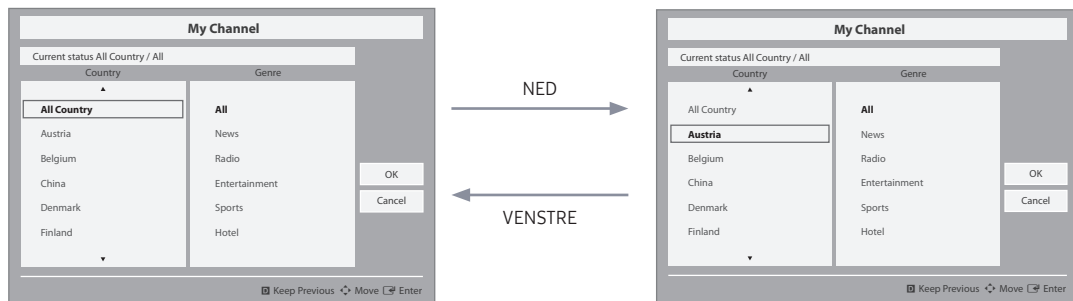 My Channel
Current status All Country / All
Country Genre
All Country All
Austria News
Belgium Radio
China Entertainment
Denmark Sports
Finland Hotel
OK
Cancel
D Keep Previous Move Enter
NED
VENSTRE
My Channel
Current status All Country / All
Country Genre
All Country All
Austria News
Belgium Radio
China Entertainment
Denmark Sports
Finland Hotel
OK
Cancel
D Keep Previous Move Enter